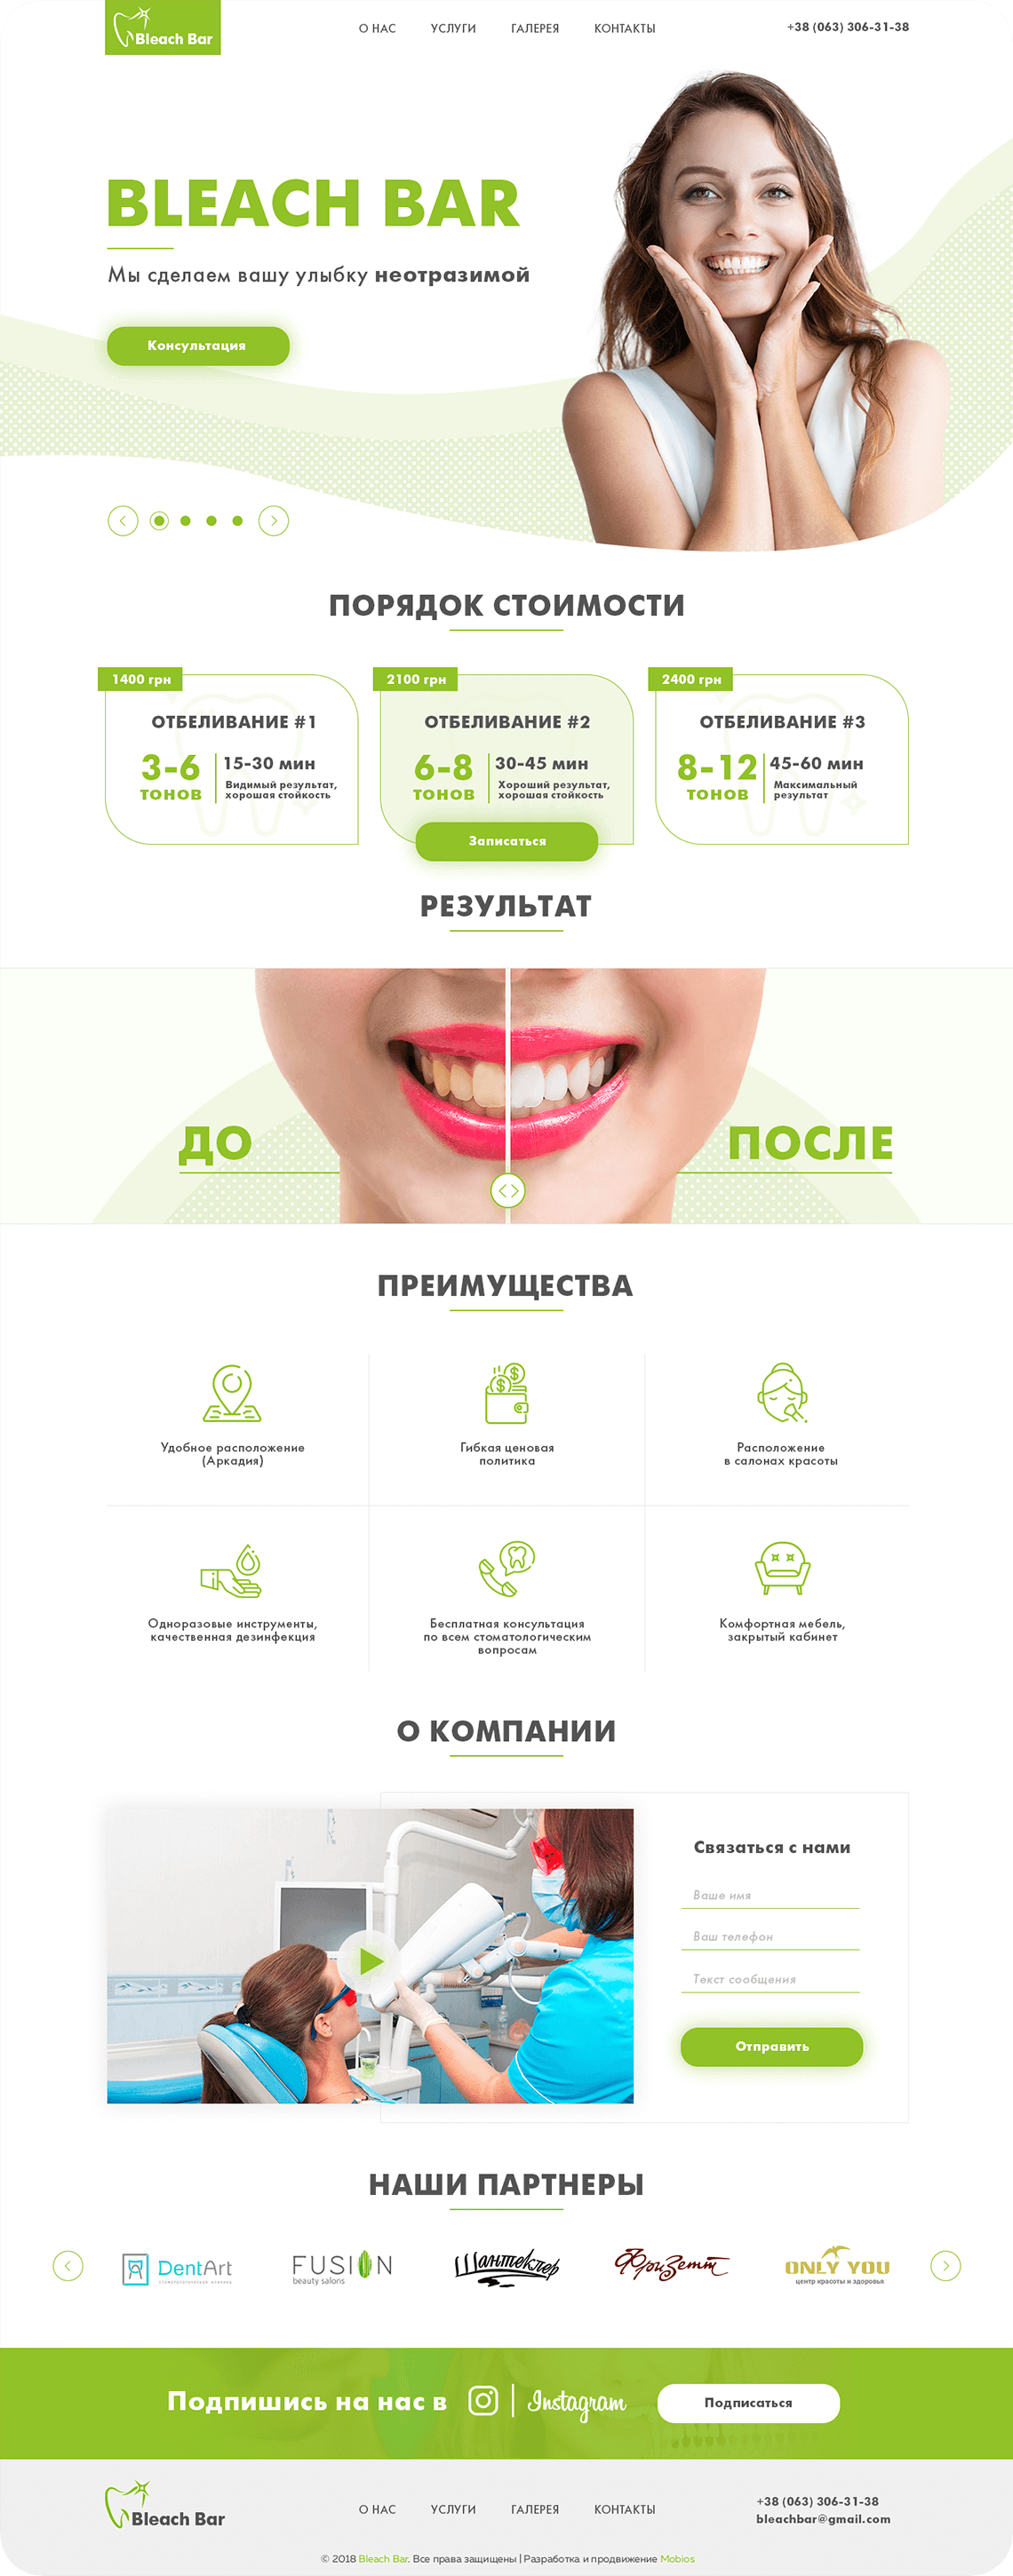 Bleach Bar
О НАС УСЛУГИ ГАЛЕРЕЯ КОНТАКТЫ
+38 (063) 306-31-38
BLEACH BAR
Мы сделаем вашу улыбку неотразимой
Консультация
ПОРЯДОК СТОИМОСТИ
1400 грн
ОТБЕЛИВАНИЕ #1
3-6
тонов
15-30 мин
Видимый результат,
хорошая стойкость
2100 грн
ОТБЕЛИВАНИЕ #2
6-8
тонов
30-45 мин
Хороший результат,
хорошая стойкость
Записаться
2400 грн
ОТБЕЛИВАНИЕ #3
8-12
тонов
45-60 мин
Максимальный
результат
РЕЗУЛЬТАТ
ДО
ПОСЛЕ
ПРЕИМУЩЕСТВА
Удобное расположение
(Аркадия)
Гибкая ценовая
политика
Расположение
в салонах красоты
Одноразовые инструменты,
качественная дезинфекция
Бесплатная консультация
по всем стоматологическим
вопросам
Комфортная мебель,
закрытый кабинет
О КОМПАНИИ
Связаться с нами
Ваше имя
Ваш телефон
Текст сообщения
Отправить
НАШИ ПАРТНЕРЫ
DentArt
стоматологическая клиника
FUSION
beauty salons
Шантеклер
Фризетт
ONLY YOU
центр красоты и здоровья
Подпишись на нас в
Instagram
Подписаться
Bleach Bar
О НАС УСЛУГИ ГАЛЕРЕЯ КОНТАКТЫ
+38 (063) 306-31-38
bleachbar@gmail.com
© 2018 Bleach Bar. Все права защищены | Разработка и продвижение Mobios